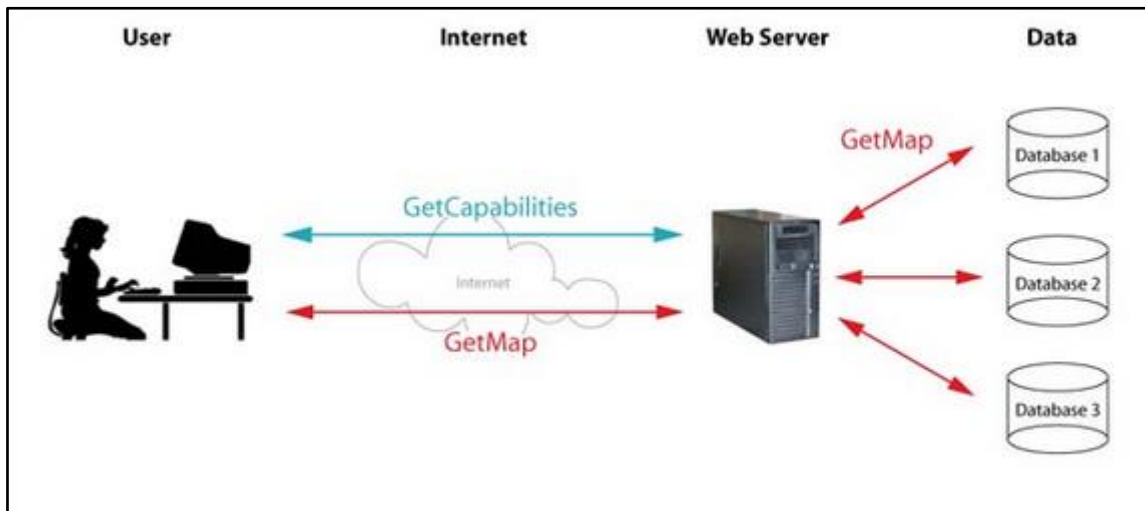 User
Internet
Web Server
Data
GetMap
Database 1
GetCapabilities
Internet
Database 2
GetMap
Database 3